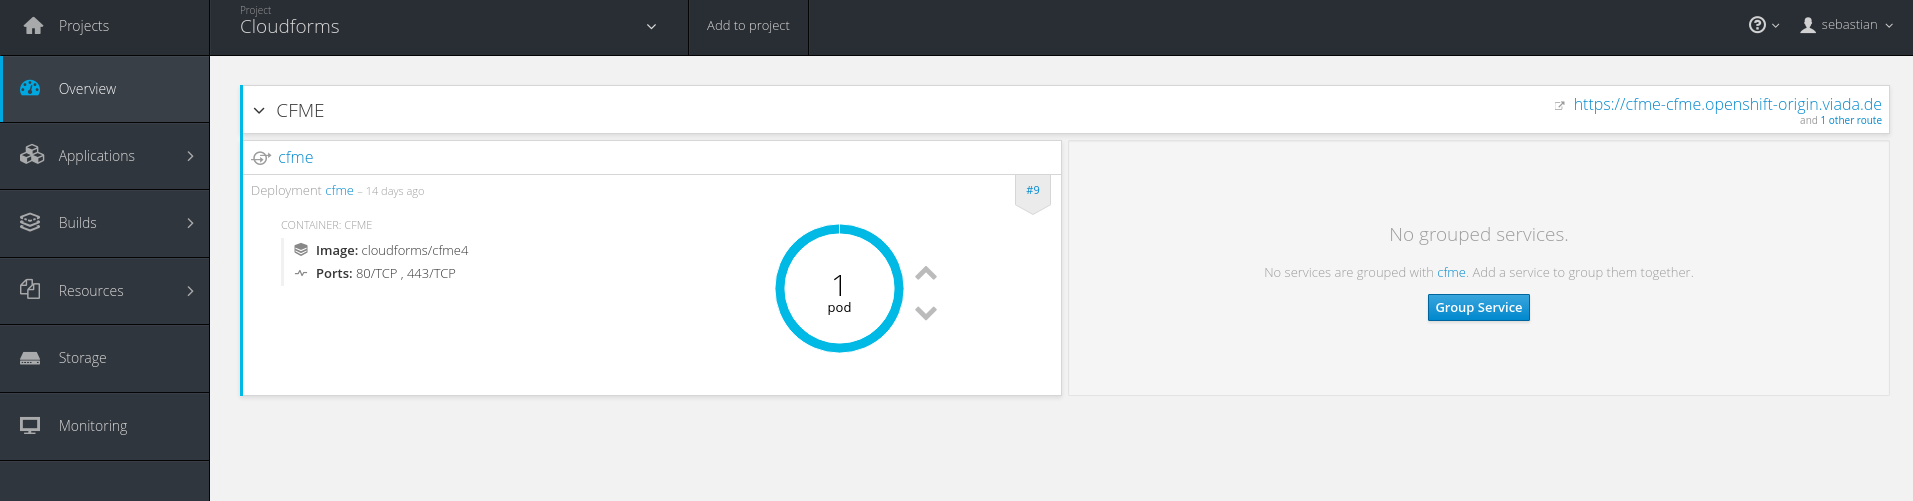 Projects
Project
Cloudforms
Add to project
sebastian
Overview
Applications
Builds
Resources
Storage
Monitoring
CFME
https://cfme-cfme.openshift-origin.viada.de
and 1 other route
cfme
Deployment cfme – 14 days ago
#9
CONTAINER: CFME
Image: cloudforms/cfme4
Ports: 80/TCP , 443/TCP
1
pod
No grouped services.
No services are grouped with cfme. Add a service to group them together.
Group Service